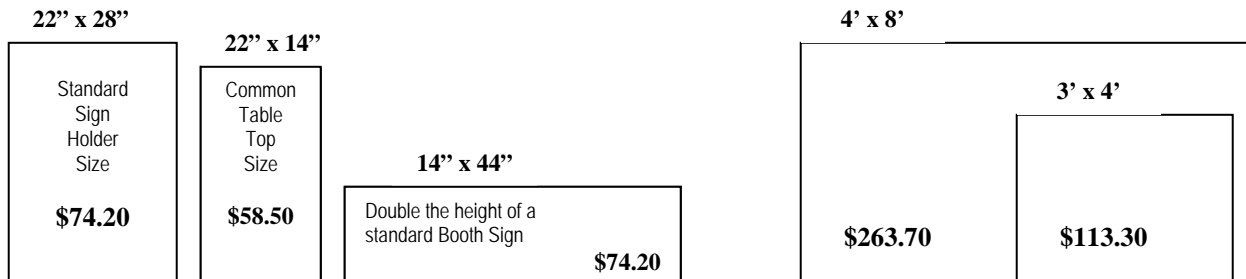 22” x 28”
Standard
Sign
Holder
Size
$74.20
22” x 14”
Common
Table
Top
Size
$58.50
14” x 44”
Double the height of a
standard Booth Sign
$74.20
4’ x 8’
$263.70
3’ x 4’
$113.30